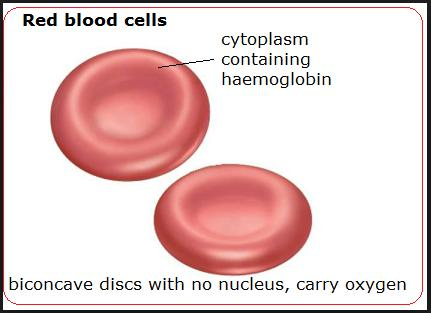 Red blood cells
cytoplasm
containing
haemoglobin
biconcave discs with no nucleus, carry oxygen